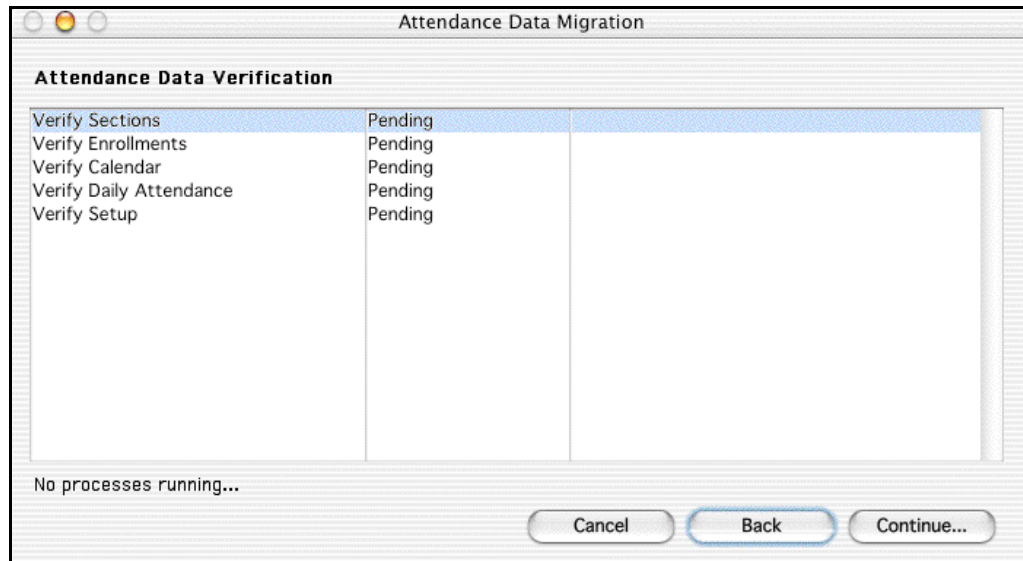 Attendance Data Migration
Attendance Data Verification
Verify Sections Pending
Verify Enrollments Pending
Verify Calendar Pending
Verify Daily Attendance Pending
Verify Setup Pending
No processes running...
Cancel Back Continue...